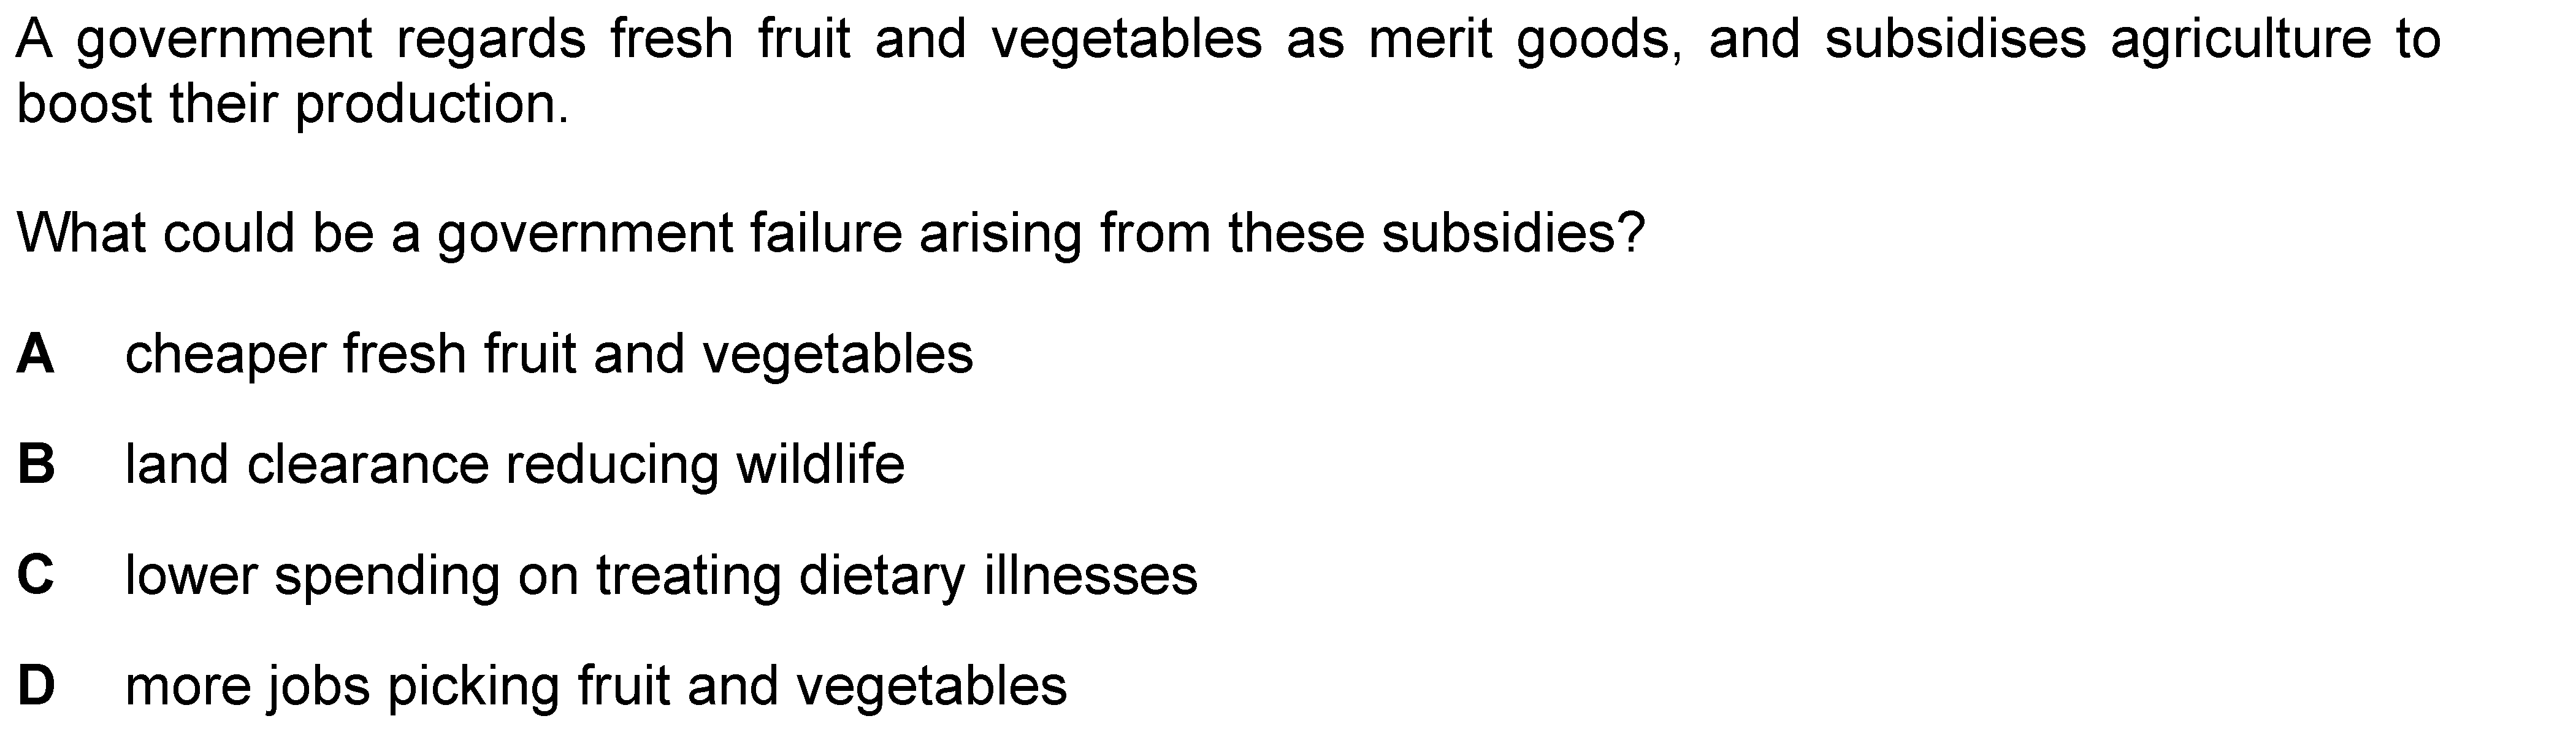 A government regards fresh fruit and vegetables as merit goods, and subsidises agriculture to
boost their production.
What could be a government failure arising from these subsidies?
A cheaper fresh fruit and vegetables
B land clearance reducing wildlife
C lower spending on treating dietary illnesses
D more jobs picking fruit and vegetables